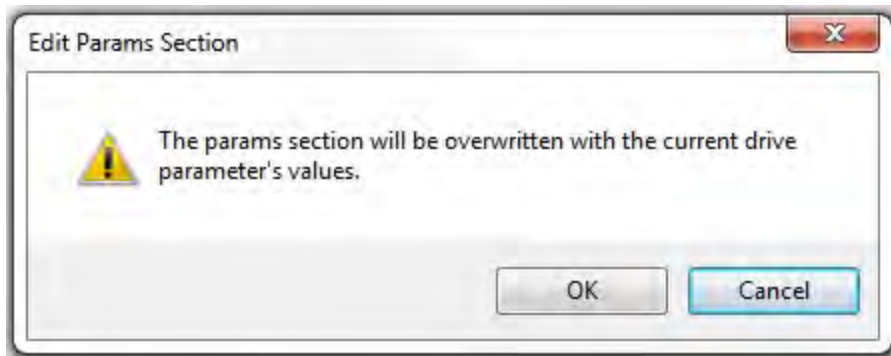 Edit Params Section
The params section will be overwritten with the current drive
parameter's values.
OK
Cancel